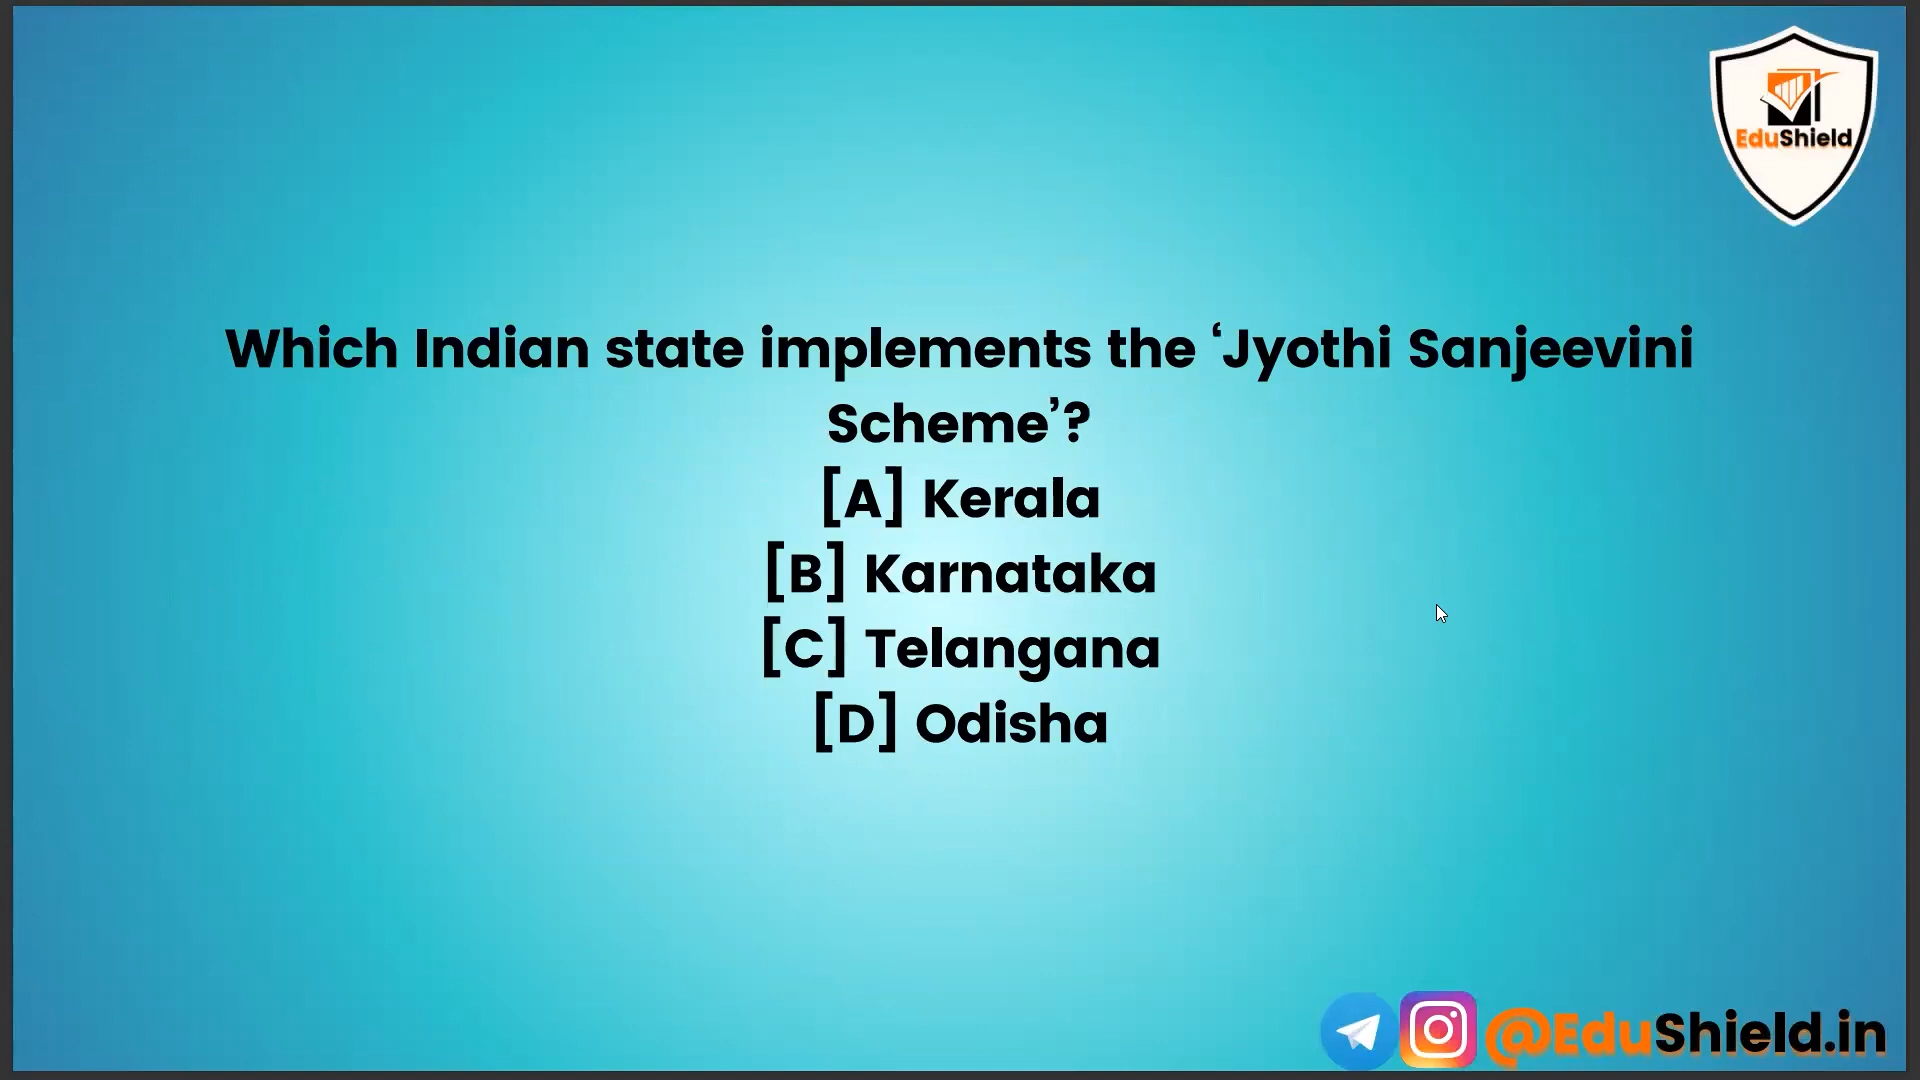 EduShield
Which Indian state implements the ‘Jyothi Sanjeevini
Scheme’?
[A] Kerala
[B] Karnataka
[C] Telangana
[D] Odisha
@EduShield.in